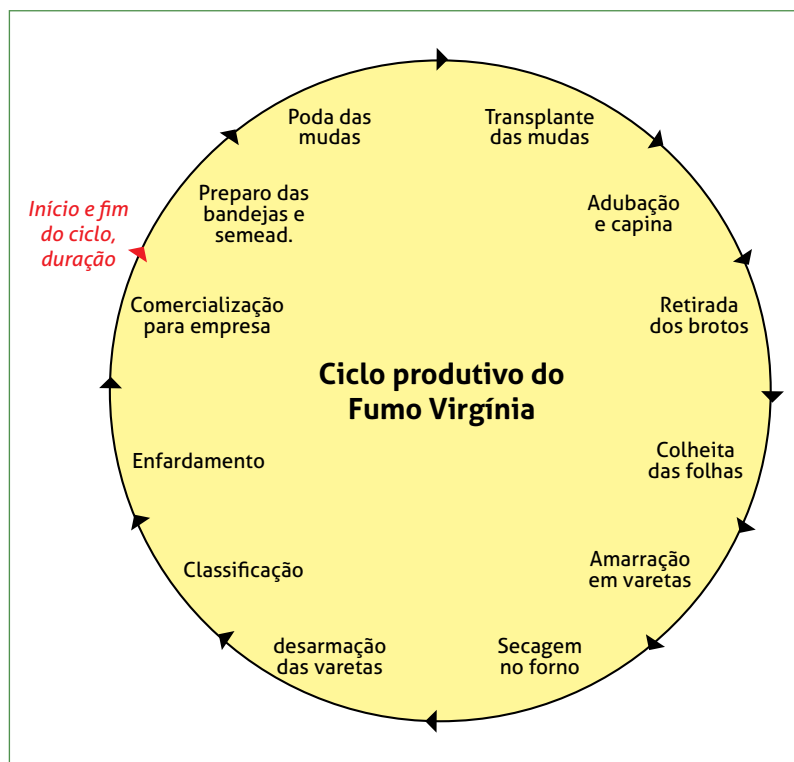 Poda das
mudas
Transplante
das mudas
Preparo das
bandejas e
semead.
Início e fim
do ciclo,
duração
Adubação
e capina
Comercialização
para empresa
Retirada
dos brotos
Ciclo produtivo do
Fumo Virgínia
Enfardamento
Colheita
das folhas
Classificação
Amarração
em varetas
desarmação
das varetas
Secagem
no forno